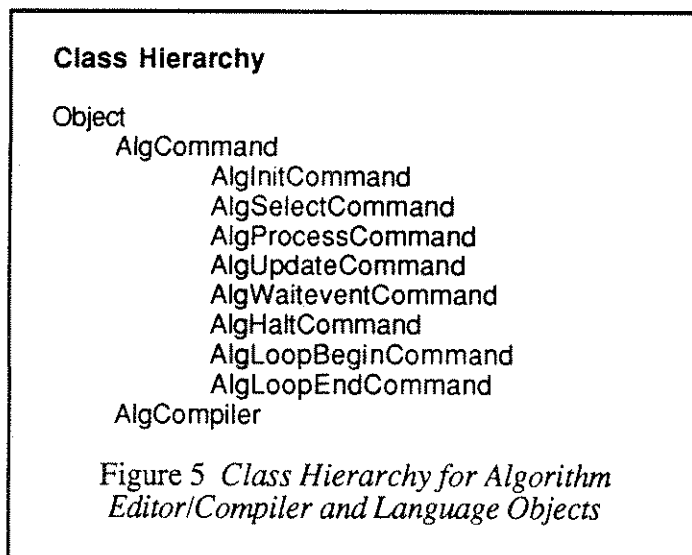 Class Hierarchy
Object
AlgCommand
AlgInitCommand
AlgSelectCommand
AlgProcessCommand
AlgUpdateCommand
AlgWaiteventCommand
AlgHaltCommand
AlgLoopBeginCommand
AlgLoopEndCommand
AlgCompiler
Figure 5 Class Hierarchy for Algorithm
Editor/Compiler and Language Objects